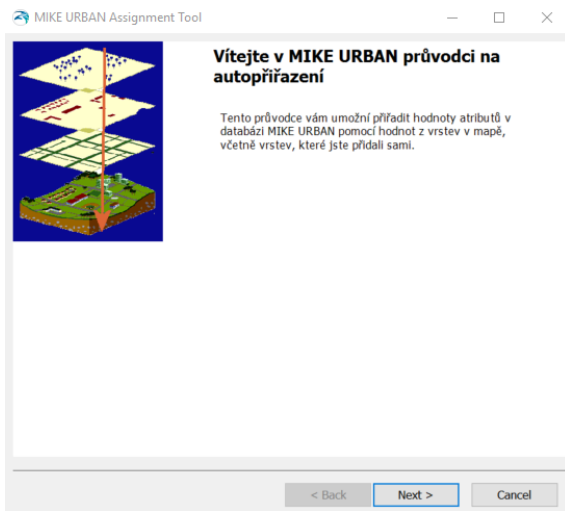 MIKE URBAN Assignment Tool
Vítejte v MIKE URBAN průvodci na
autopřiřazení
Tento průvodce vám umožní přiřadit hodnoty atributů v
databázi MIKE URBAN pomocí hodnot z vrstev v mapě,
včetně vrstev, které jste přidali sami.
< Back
Next >
Cancel